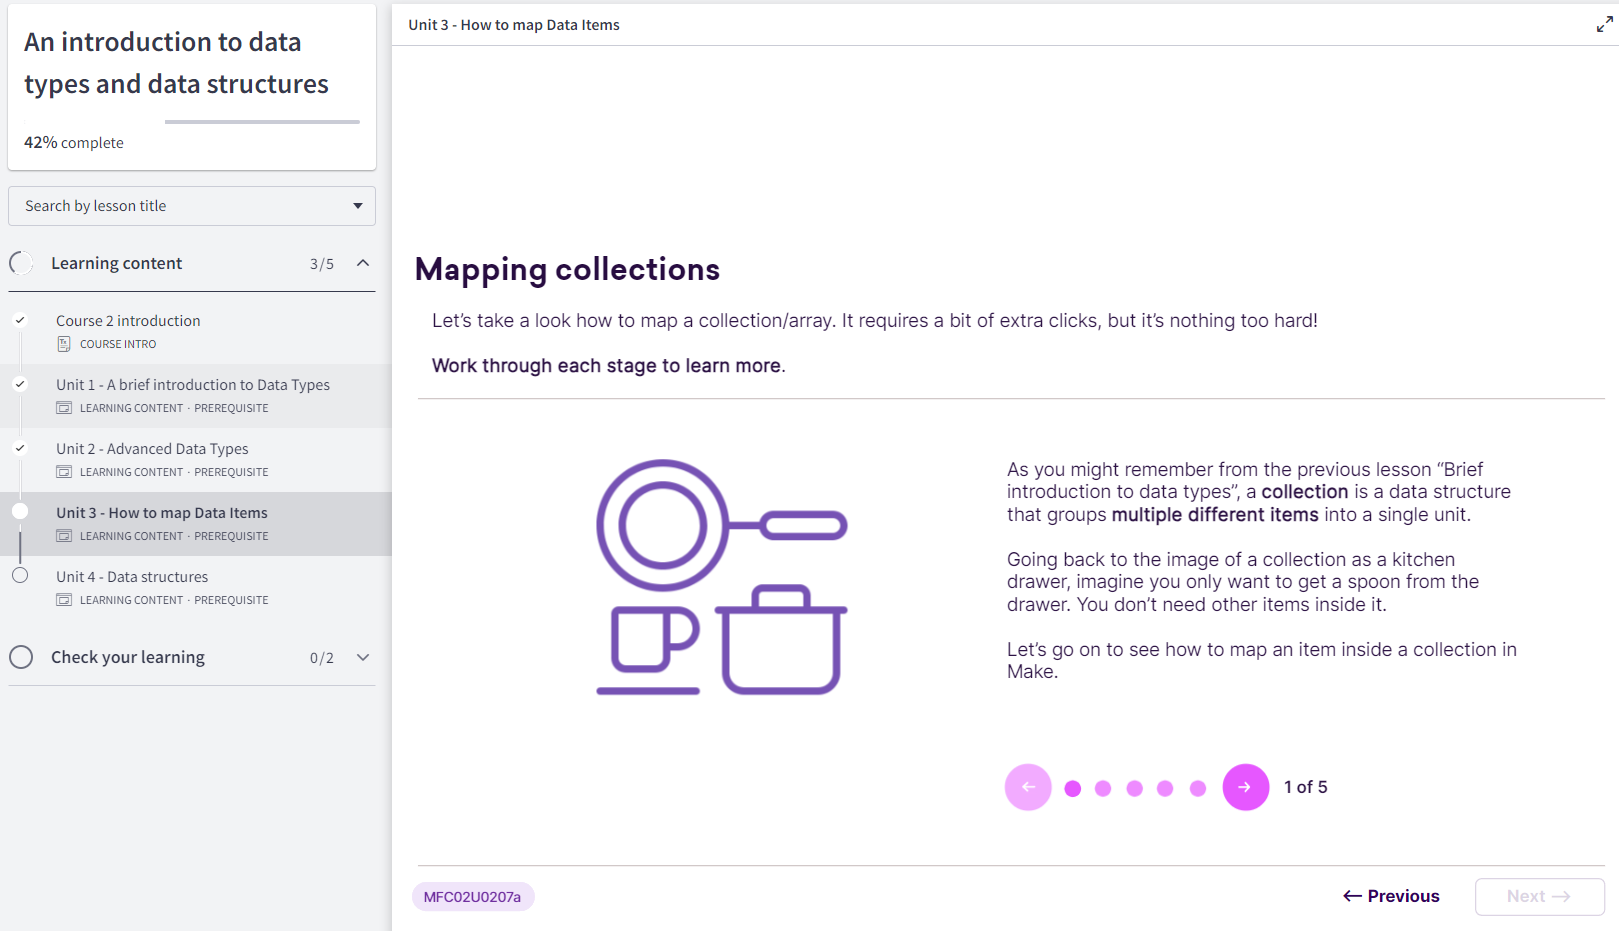 An introduction to data
types and data structures
42% complete
Search by lesson title
Learning content 3/5
Course 2 introduction
COURSE INTRO
Unit 1 - A brief introduction to Data Types
LEARNING CONTENT · PREREQUISITE
Unit 2 - Advanced Data Types
LEARNING CONTENT · PREREQUISITE
Unit 3 - How to map Data Items
LEARNING CONTENT · PREREQUISITE
Unit 4 - Data structures
LEARNING CONTENT · PREREQUISITE
Check your learning 0/2
Unit 3 - How to map Data Items
Mapping collections
Let’s take a look how to map a collection/array. It requires a bit of extra clicks, but it’s nothing too hard!
Work through each stage to learn more.
As you might remember from the previous lesson “Brief
introduction to data types”, a collection is a data structure
that groups multiple different items into a single unit.
Going back to the image of a collection as a kitchen
drawer, imagine you only want to get a spoon from the
drawer. You don’t need other items inside it.
Let’s go on to see how to map an item inside a collection in
Make.
← → 1 of 5
MFC02U0207a
← Previous
Next →